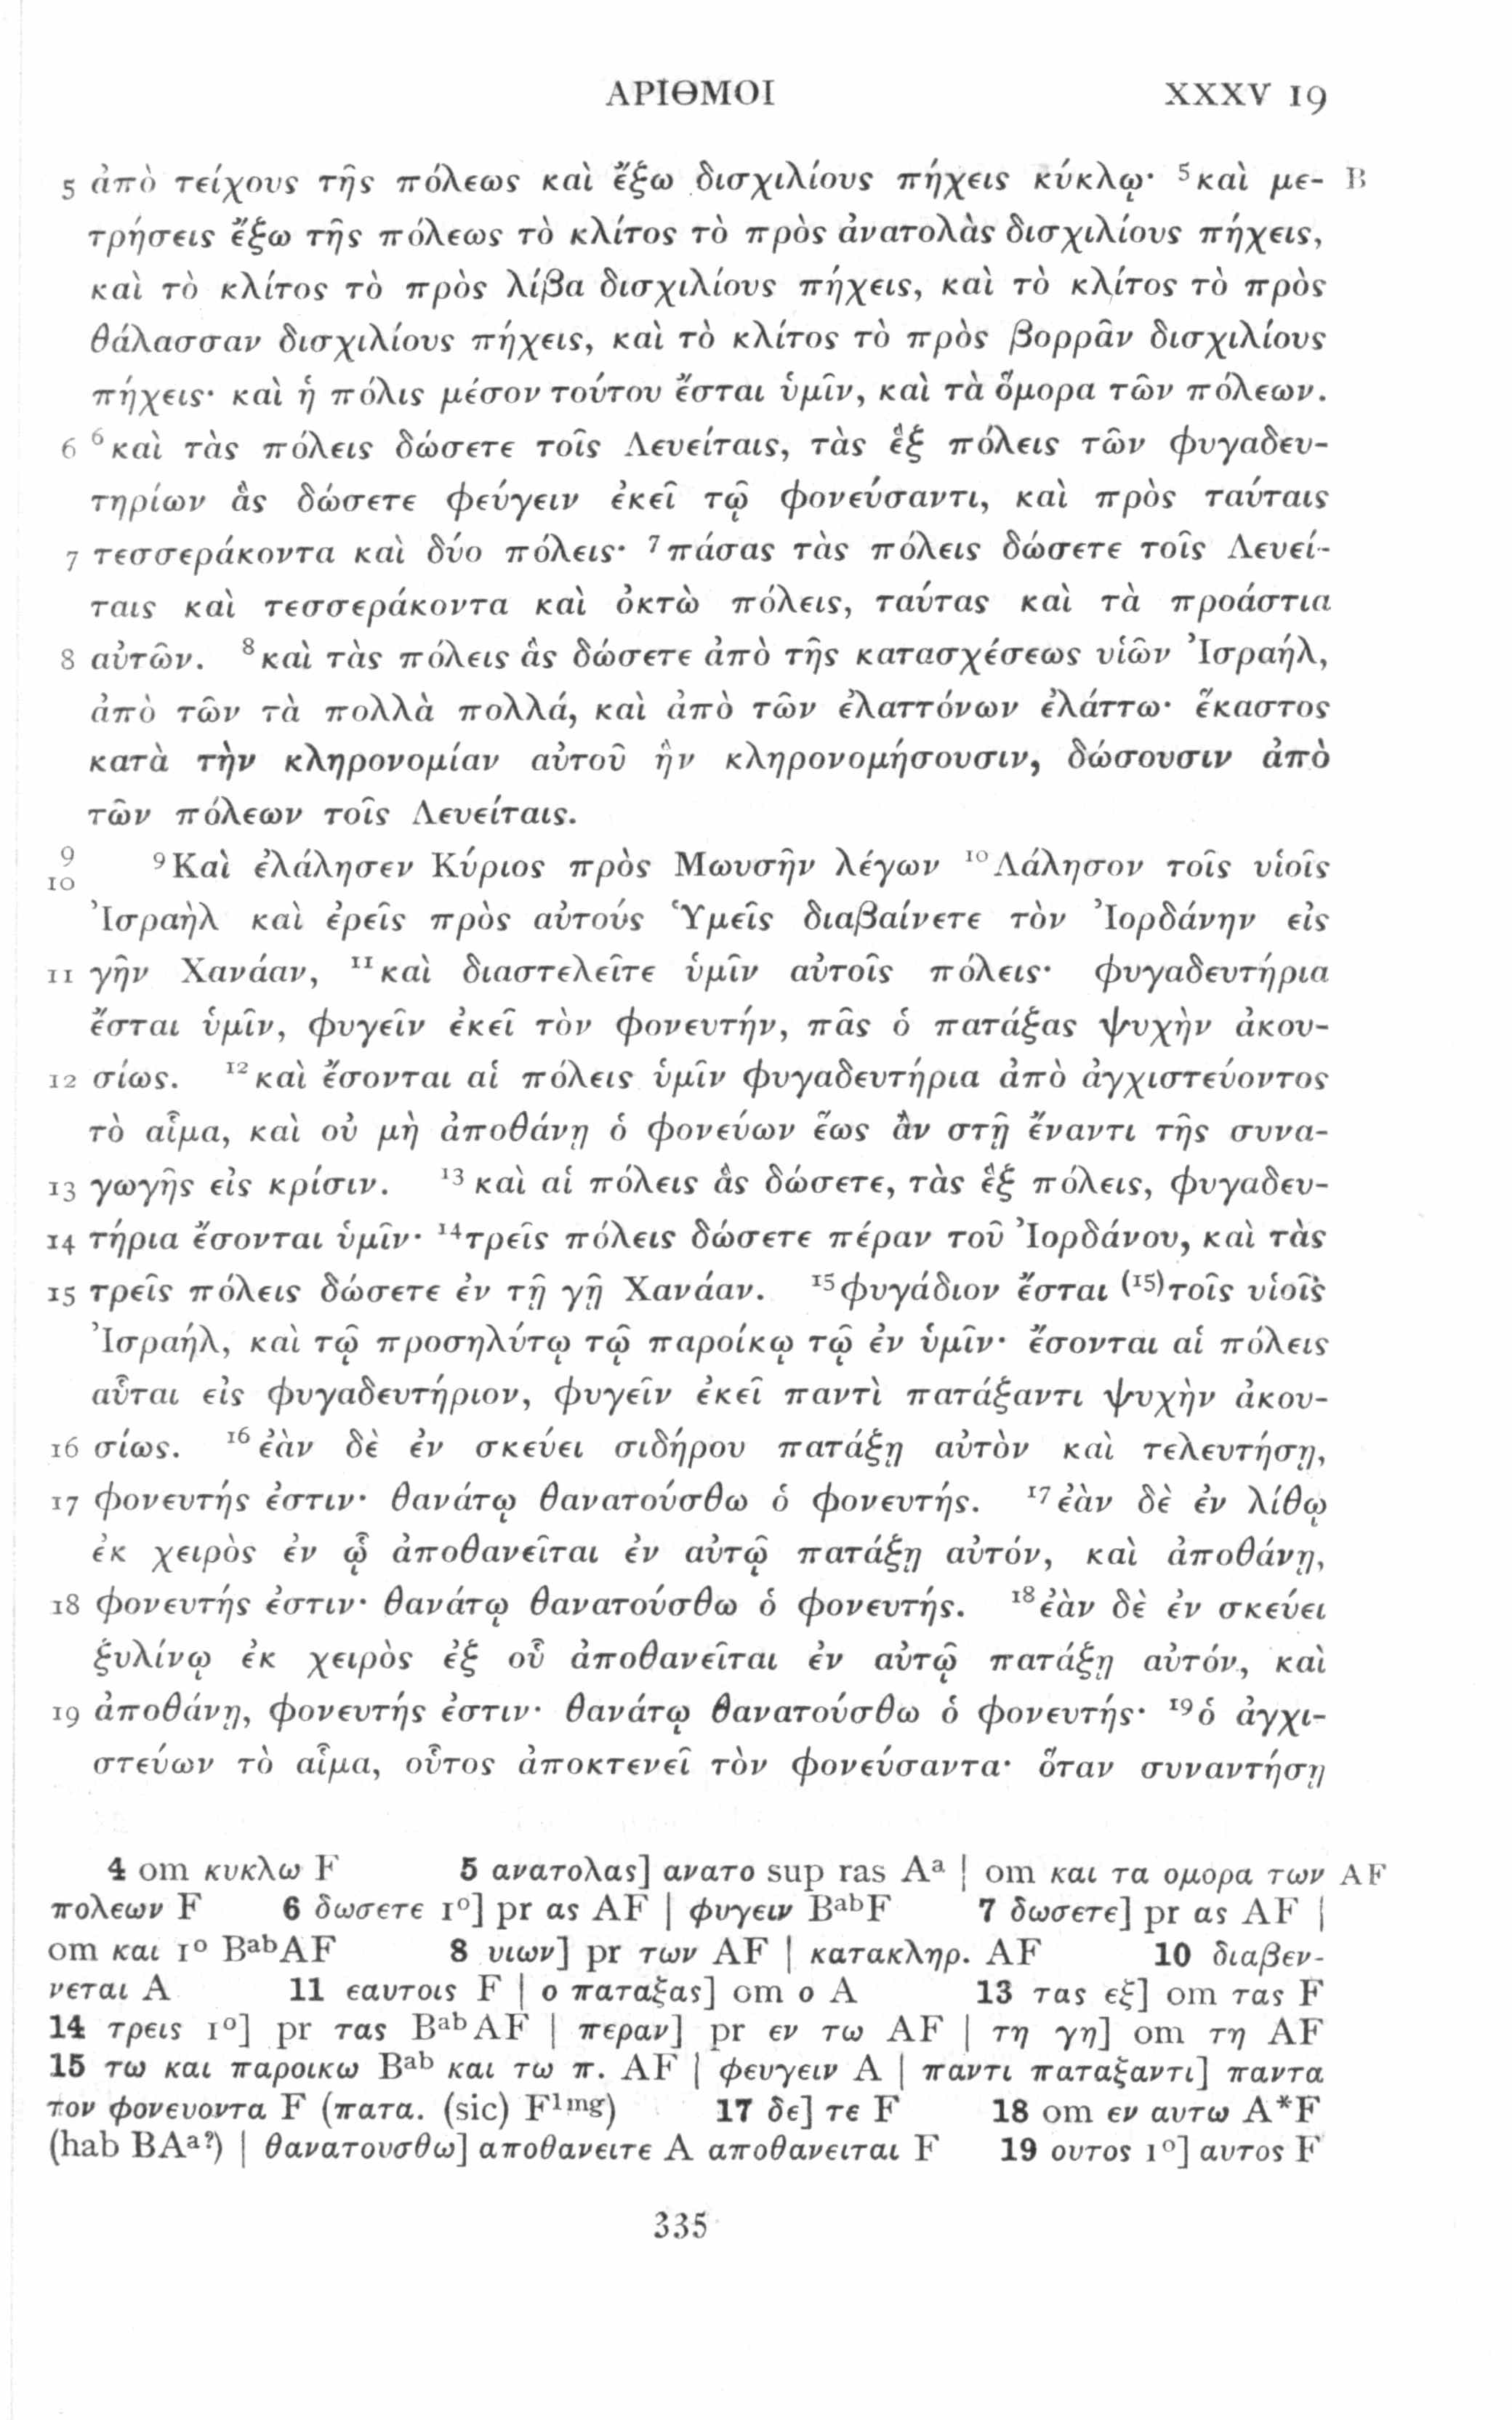 ΑΡΙΘΜΟΙ XXXV 19
5 ἀπὸ τείχους τῆς πόλεως καὶ ἔξω δισχιλίους πήχεις κύκλῳ· ⁵καὶ με- B
τρήσεις ἔξω τῆς πόλεως τὸ κλίτος τὸ πρὸς ἀνατολὰς δισχιλίους πήχεις,
καὶ τὸ κλίτος τὸ πρὸς λίβα δισχιλίους πήχεις, καὶ τὸ κλίτος τὸ πρὸς
θάλασσαν δισχιλίους πήχεις, καὶ τὸ κλίτος τὸ πρὸς βορρᾶν δισχιλίους
πήχεις· καὶ ἡ πόλις μέσον τούτου ἔσται ὑμῖν, καὶ τὰ ὅμορα τῶν πόλεων.
6 ⁶καὶ τὰς πόλεις δώσετε τοῖς Λευείταις, τὰς ἓξ πόλεις τῶν φυγαδευ-
τηρίων ἃς δώσετε φεύγειν ἐκεῖ τῷ φονεύσαντι, καὶ πρὸς ταύταις
7 τεσσεράκοντα καὶ δύο πόλεις· ⁷πάσας τὰς πόλεις δώσετε τοῖς Λευεί-
ταις καὶ τεσσεράκοντα καὶ ὀκτὼ πόλεις, ταύτας καὶ τὰ προάστια
8 αὐτῶν. ⁸καὶ τὰς πόλεις ἃς δώσετε ἀπὸ τῆς κατασχέσεως υἱῶν Ἰσραήλ,
ἀπὸ τῶν τὰ πολλὰ πολλά, καὶ ἀπὸ τῶν ἐλαττόνων ἐλάττω· ἕκαστος
κατὰ τὴν κληρονομίαν αὐτοῦ ἣν κληρονομήσουσιν, δώσουσιν ἀπὸ
τῶν πόλεων τοῖς Λευείταις.
9 ⁹Καὶ ἐλάλησεν Κύριος πρὸς Μωυσῆν λέγων ¹⁰Λάλησον τοῖς υἱοῖς
10 Ἰσραὴλ καὶ ἐρεῖς πρὸς αὐτούς Ὑμεῖς διαβαίνετε τὸν Ἰορδάνην εἰς
11 γῆν Χανάαν, ¹¹καὶ διαστελεῖτε ὑμῖν αὐτοῖς πόλεις· φυγαδευτήρια
ἔσται ὑμῖν, φυγεῖν ἐκεῖ τὸν φονευτήν, πᾶς ὁ πατάξας ψυχὴν ἀκου-
12 σίως. ¹²καὶ ἔσονται αἱ πόλεις ὑμῖν φυγαδευτήρια ἀπὸ ἀγχιστεύοντος
τὸ αἷμα, καὶ οὐ μὴ ἀποθάνῃ ὁ φονεύων ἕως ἂν στῇ ἔναντι τῆς συνα-
13 γωγῆς εἰς κρίσιν. ¹³καὶ αἱ πόλεις ἃς δώσετε, τὰς ἓξ πόλεις, φυγαδευ-
14 τήρια ἔσονται ὑμῖν· ¹⁴τρεῖς πόλεις δώσετε πέραν τοῦ Ἰορδάνου, καὶ τὰς
15 τρεῖς πόλεις δώσετε ἐν τῇ γῇ Χανάαν. ¹⁵φυγάδιον ἔσται (¹⁵)τοῖς υἱοῖς
Ἰσραήλ, καὶ τῷ προσηλύτῳ τῷ παροίκῳ τῷ ἐν ὑμῖν· ἔσονται αἱ πόλεις
αὗται εἰς φυγαδευτήριον, φυγεῖν ἐκεῖ παντὶ πατάξαντι ψυχὴν ἀκου-
16 σίως. ¹⁶ἐὰν δὲ ἐν σκεύει σιδήρου πατάξῃ αὐτὸν καὶ τελευτήσῃ,
17 φονευτής ἐστιν· θανάτῳ θανατούσθω ὁ φονευτής. ¹⁷ἐὰν δὲ ἐν λίθῳ
ἐκ χειρὸς ἐν ᾧ ἀποθανεῖται ἐν αὐτῷ πατάξῃ αὐτόν, καὶ ἀποθάνῃ,
18 φονευτής ἐστιν· θανάτῳ θανατούσθω ὁ φονευτής. ¹⁸ἐὰν δὲ ἐν σκεύει
ξυλίνῳ ἐκ χειρὸς ἐξ οὗ ἀποθανεῖται ἐν αὐτῷ πατάξῃ αὐτόν, καὶ
19 ἀποθάνῃ, φονευτής ἐστιν· θανάτῳ θανατούσθω ὁ φονευτής· ¹⁹ὁ ἀγχι-
στεύων τὸ αἷμα, οὗτος ἀποκτενεῖ τὸν φονεύσαντα· ὅταν συναντήσῃ
4 om κυκλω F 5 ανατολας] ανατο sup ras Aᵃ | om και τα ομορα των AF
πολεων F 6 δωσετε 1°] pr ας AF | φυγειν BᵃᵇF 7 δωσετε] pr ας AF |
om και 1° BᵃᵇAF 8 υιων] pr των AF | κατακληρ. AF 10 διαβεν-
νεται A 11 εαυτοις F | ο παταξας] om ο A 13 τας εξ] om τας F
14 τρεις 1°] pr τας BᵃᵇAF | περαν] pr εν τω AF | τη γη] om τη AF
15 τω και παροικω Bᵃᵇ και τω π. AF | φευγειν A | παντι παταξαντι] παντα
τον φονευοντα F (πατα. (sic) F¹ᵐᵍ) 17 δε] τε F 18 om εν αυτω A*F
(hab BAᵃ?) | θανατουσθω] αποθανειτε A αποθανειται F 19 ουτος 1°] αυτος F
335